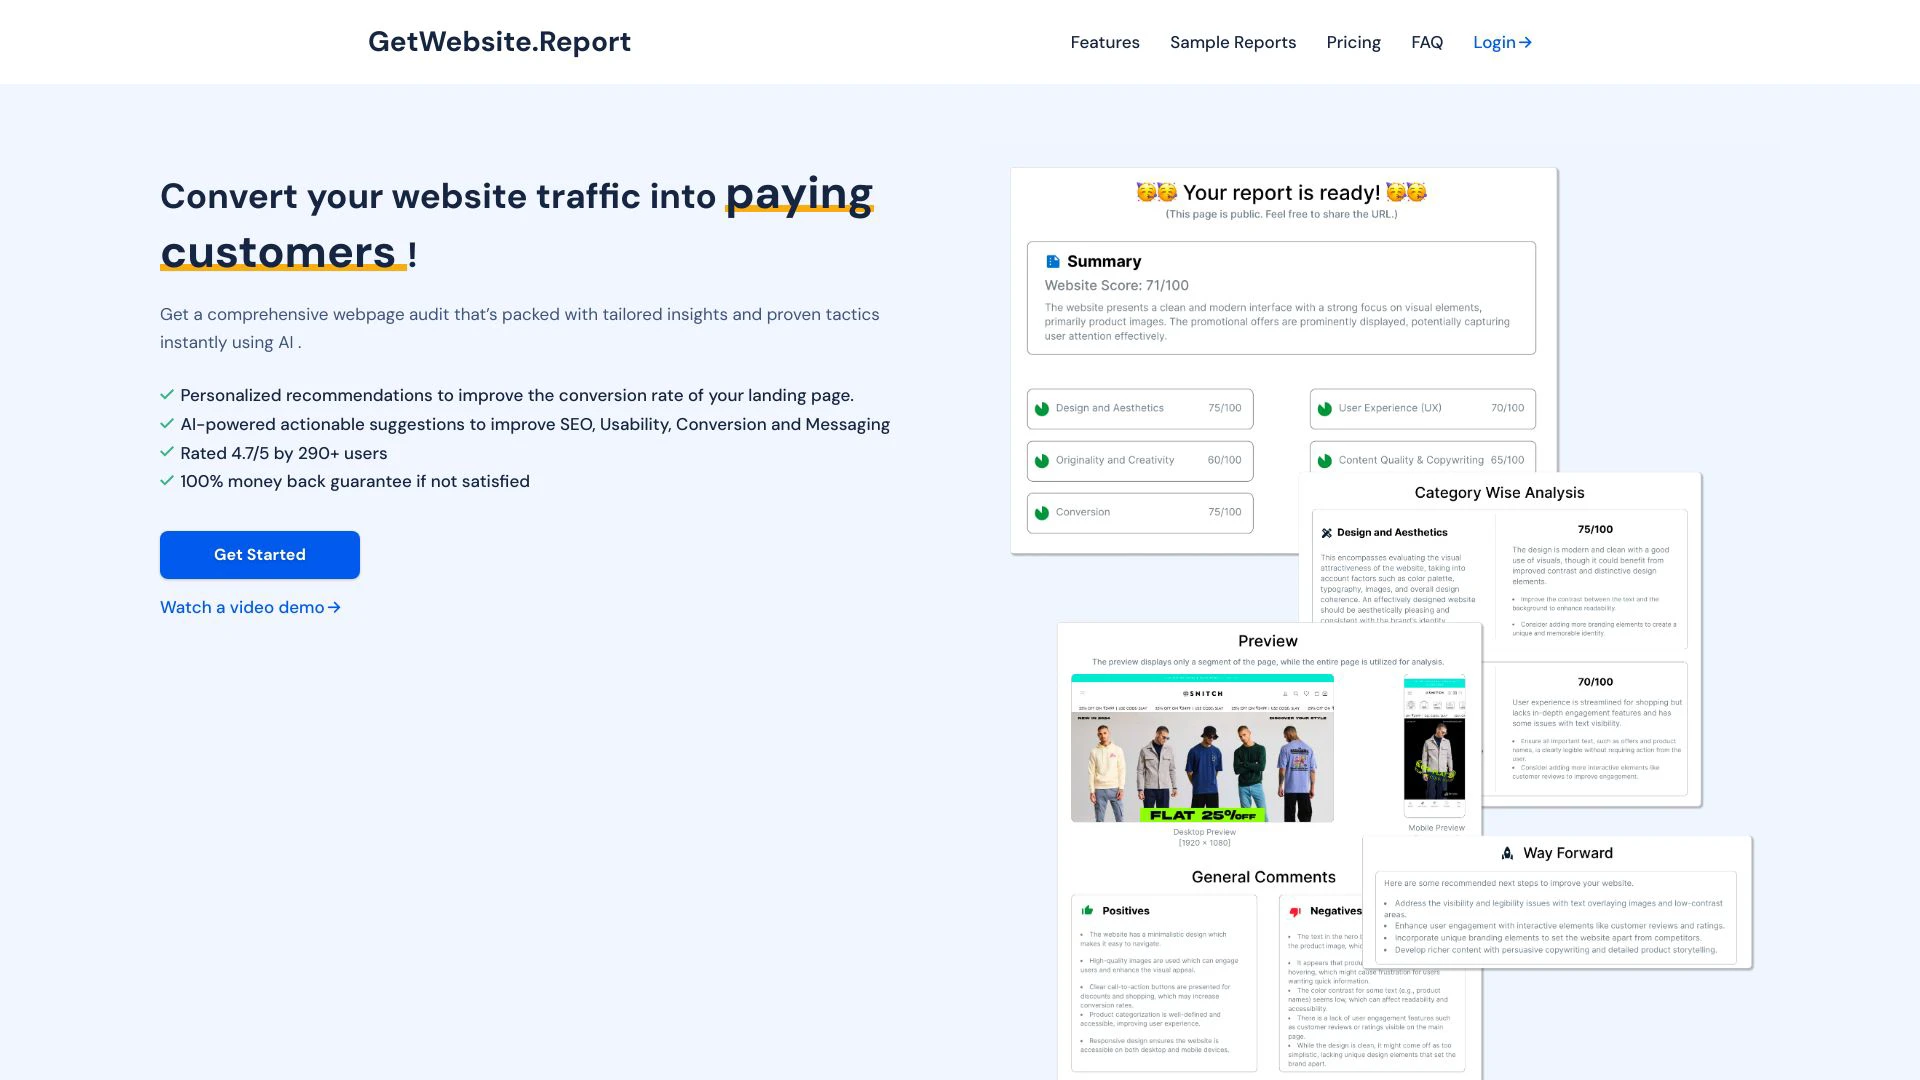 GetWebsite.Report
Features
Sample Reports
Pricing
FAQ
Login
Convert your website traffic into paying
customers !
Get a comprehensive webpage audit that's packed with tailored insights and proven tactics
instantly using AI .
Personalized recommendations to improve the conversion rate of your landing page.
AI-powered actionable suggestions to improve SEO, Usability, Conversion and Messaging
Rated 4.7/5 by 290+ users
100% money back guarantee if not satisfied
Get Started
Watch a video demo
Your report is ready!
(This page is public. Feel free to share the URL.)
Summary
Website Score: 71/100
The website presents a clean and modern interface with a strong focus on visual elements,
primarily product images. The promotional offers are prominently displayed, potentially capturing
user attention effectively.
Design and Aesthetics 75/100
User Experience (UX) 70/100
Originality and Creativity 60/100
Content Quality & Copywriting 65/100
Conversion 75/100
Category Wise Analysis
Design and Aesthetics
This encompasses evaluating the visual
attractiveness of the website, taking into
account factors such as color palette,
typography, images, and overall design
coherence. An effectively designed website
should be aesthetically pleasing and
consistent with the brand's identity
75/100
The design is modern and clean with a good
use of visuals, though it could benefit from
improved contrast and distinctive design
elements.
• Improve the contrast between the text and the
background to enhance readability.
• Consider adding more branding elements to create a
unique and memorable identity.
70/100
User experience is streamlined for shopping but
lacks in-depth engagement features and has
some issues with text visibility.
• Ensure all important text, such as offers and product
names, is clearly legible without requiring action from the
user.
• Consider adding more interactive elements like
customer reviews to improve engagement.
Preview
The preview displays only a segment of the page, while the entire page is utilized for analysis.
SNITCH
NEW IN 2024
DISCOVER YOUR STYLE
FLAT 25% OFF
Desktop Preview
[1920 x 1080]
Mobile Preview
General Comments
Positives
• The website has a minimalistic design which
makes it easy to navigate.
• High-quality images are used which can engage
users and enhance the visual appeal.
• Clear call-to-action buttons are presented for
discounts and shopping, which may increase
conversion rates.
• Product categorization is well-defined and
accessible, improving user experience.
• Responsive design ensures the website is
accessible on both desktop and mobile devices.
Negatives
• The text in the hero
the product image,
• It appears that
hovering, which might cause frustration for users
wanting quick information.
• The color contrast for some text (e.g., product
names) seems low, which can affect readability and
accessibility.
• There is a lack of user engagement features such
as customer reviews or ratings visible on the main
page.
• While the design is clean, it might come off as too
simplistic, lacking unique design elements that set the
brand apart.
Way Forward
Here are some recommended next steps to improve your website.
• Address the visibility and legibility issues with text overlaying images and low-contrast
areas.
• Enhance user engagement with interactive elements like customer reviews and ratings.
• Incorporate unique branding elements to set the website apart from competitors.
• Develop richer content with persuasive copywriting and detailed product storytelling.